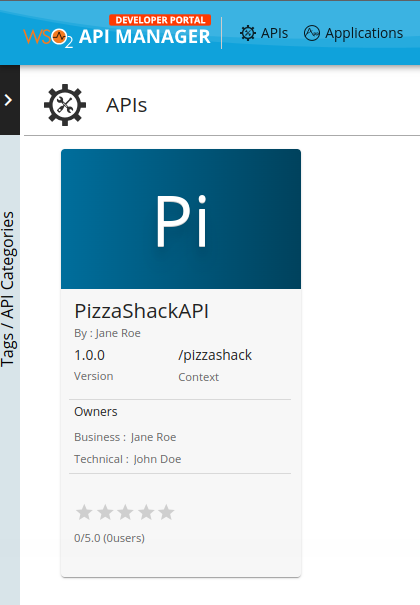 DEVELOPER PORTAL
WSO2 API MANAGER
APIs
Applications
APIs
Tags / API Categories
Pi
PizzaShackAPI
By : Jane Roe
1.0.0 /pizzashack
Version Context
Owners
Business : Jane Roe
Technical : John Doe
0/5.0 (0users)